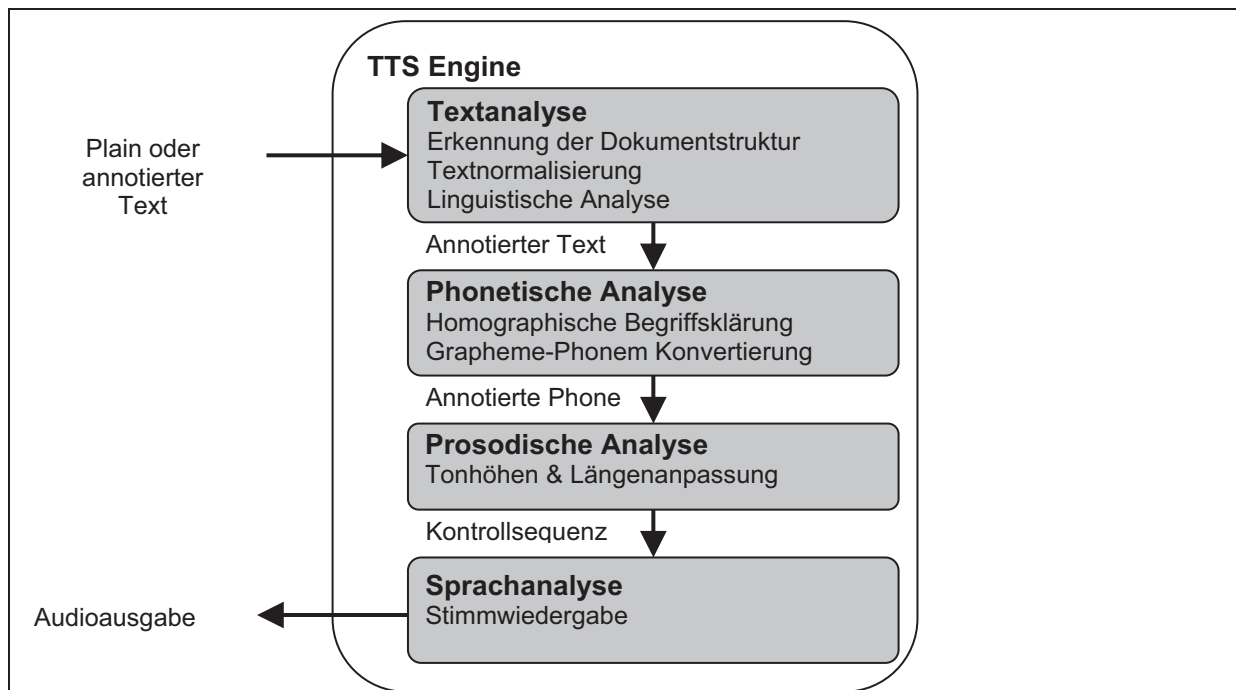 TTS Engine
Plain oder
annotierter
Text
Textanalyse
Erkennung der Dokumentstruktur
Textnormalisierung
Linguistische Analyse
Annotierter Text
Phonetische Analyse
Homographische Begriffsklärung
Grapheme-Phonem Konvertierung
Annotierte Phone
Prosodische Analyse
Tonhöhen & Längenanpassung
Kontrollsequenz
Sprachanalyse
Stimmwiedergabe
Audioausgabe